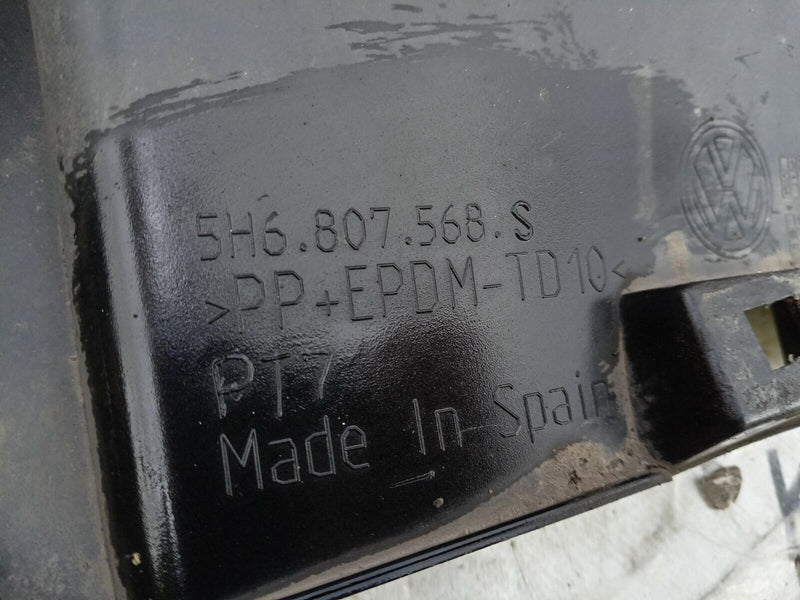 5H6.807.568.S
>PP+EPDM-TD10<
PT7
Made In Spain